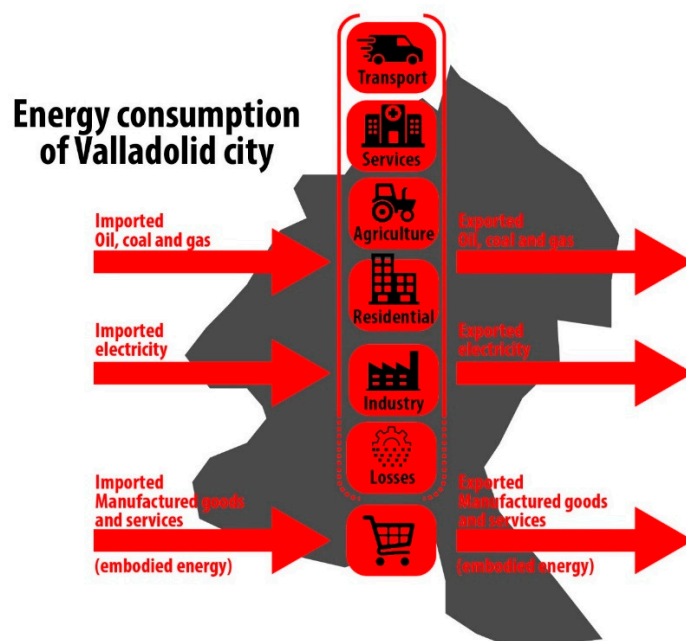 Energy consumption
of Valladolid city
Transport
Services
Agriculture
Residential
Industry
Losses
Imported
Oil, coal and gas
Imported
electricity
Imported
Manufactured goods
and services
(embodied energy)
Exported
Oil, coal and gas
Exported
electricity
Exported
Manufactured goods
and services
(embodied energy)